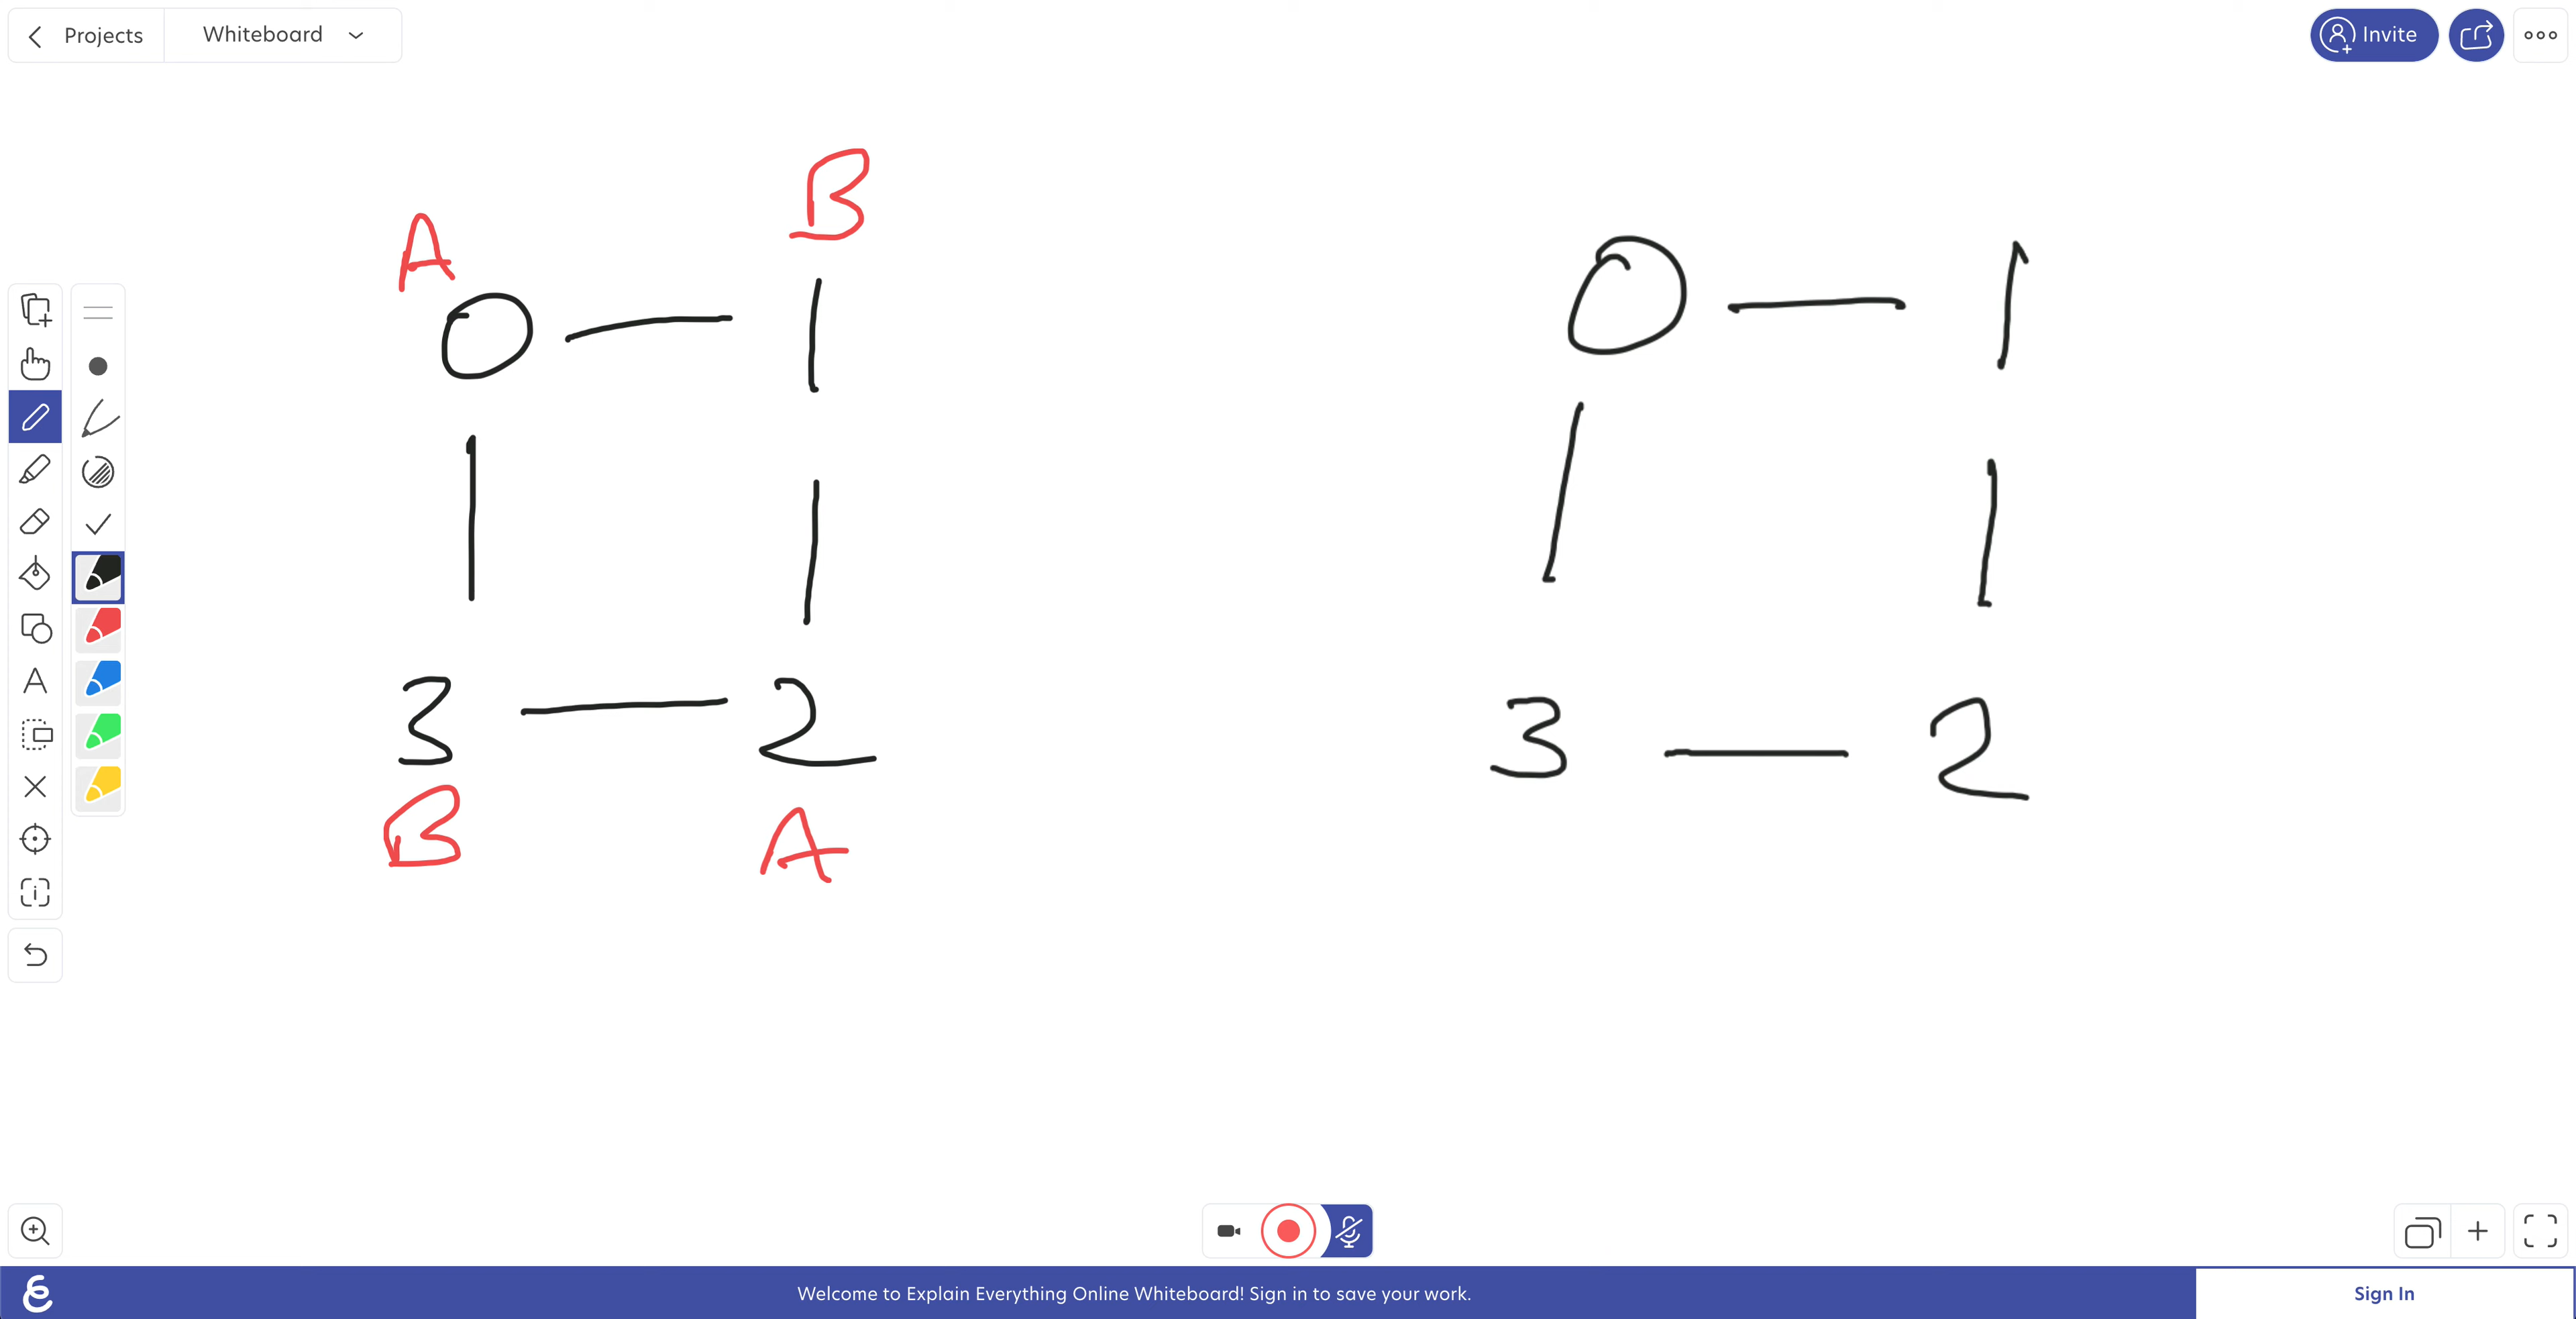 Projects
Whiteboard
Invite
B
A
0 — 1
0 — 1
3 — 2
3 — 2
B
A
Welcome to Explain Everything Online Whiteboard! Sign in to save your work.
Sign In